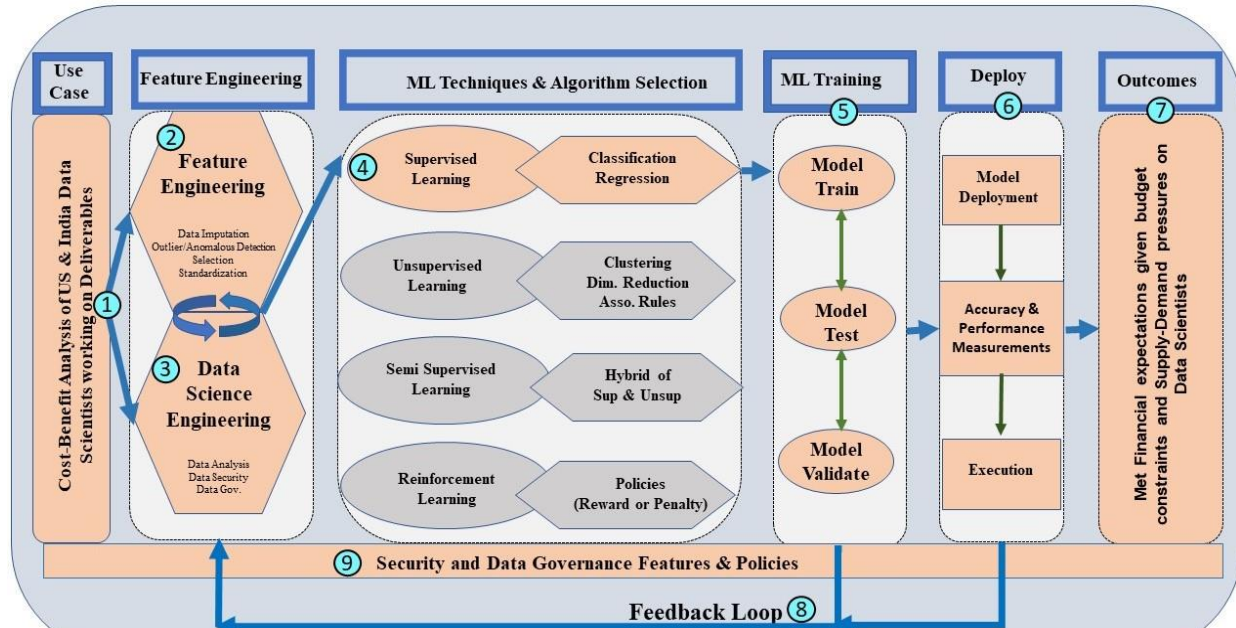 Use
Case
Feature Engineering
ML Techniques & Algorithm Selection
ML Training
Deploy
Outcomes
1
Cost-Benefit Analysis of US & India Data
Scientists working on Deliverables
2
Feature
Engineering
Data Imputation
Outlier/Anomalous Detection
Selection
Standardization
3
Data
Science
Engineering
Data Analysis
Data Security
Data Gov.
4
Supervised
Learning
Classification
Regression
Unsupervised
Learning
Clustering
Dim. Reduction
Asso. Rules
Semi Supervised
Learning
Hybrid of
Sup & Unsup
Reinforcement
Learning
Policies
(Reward or Penalty)
5
Model
Train
Model
Test
Model
Validate
6
Model
Deployment
Accuracy &
Performance
Measurements
Execution
7
Met Financial expectations given budget
constraints and Supply-Demand pressures on
Data Scientists
9 Security and Data Governance Features & Policies
Feedback Loop 8